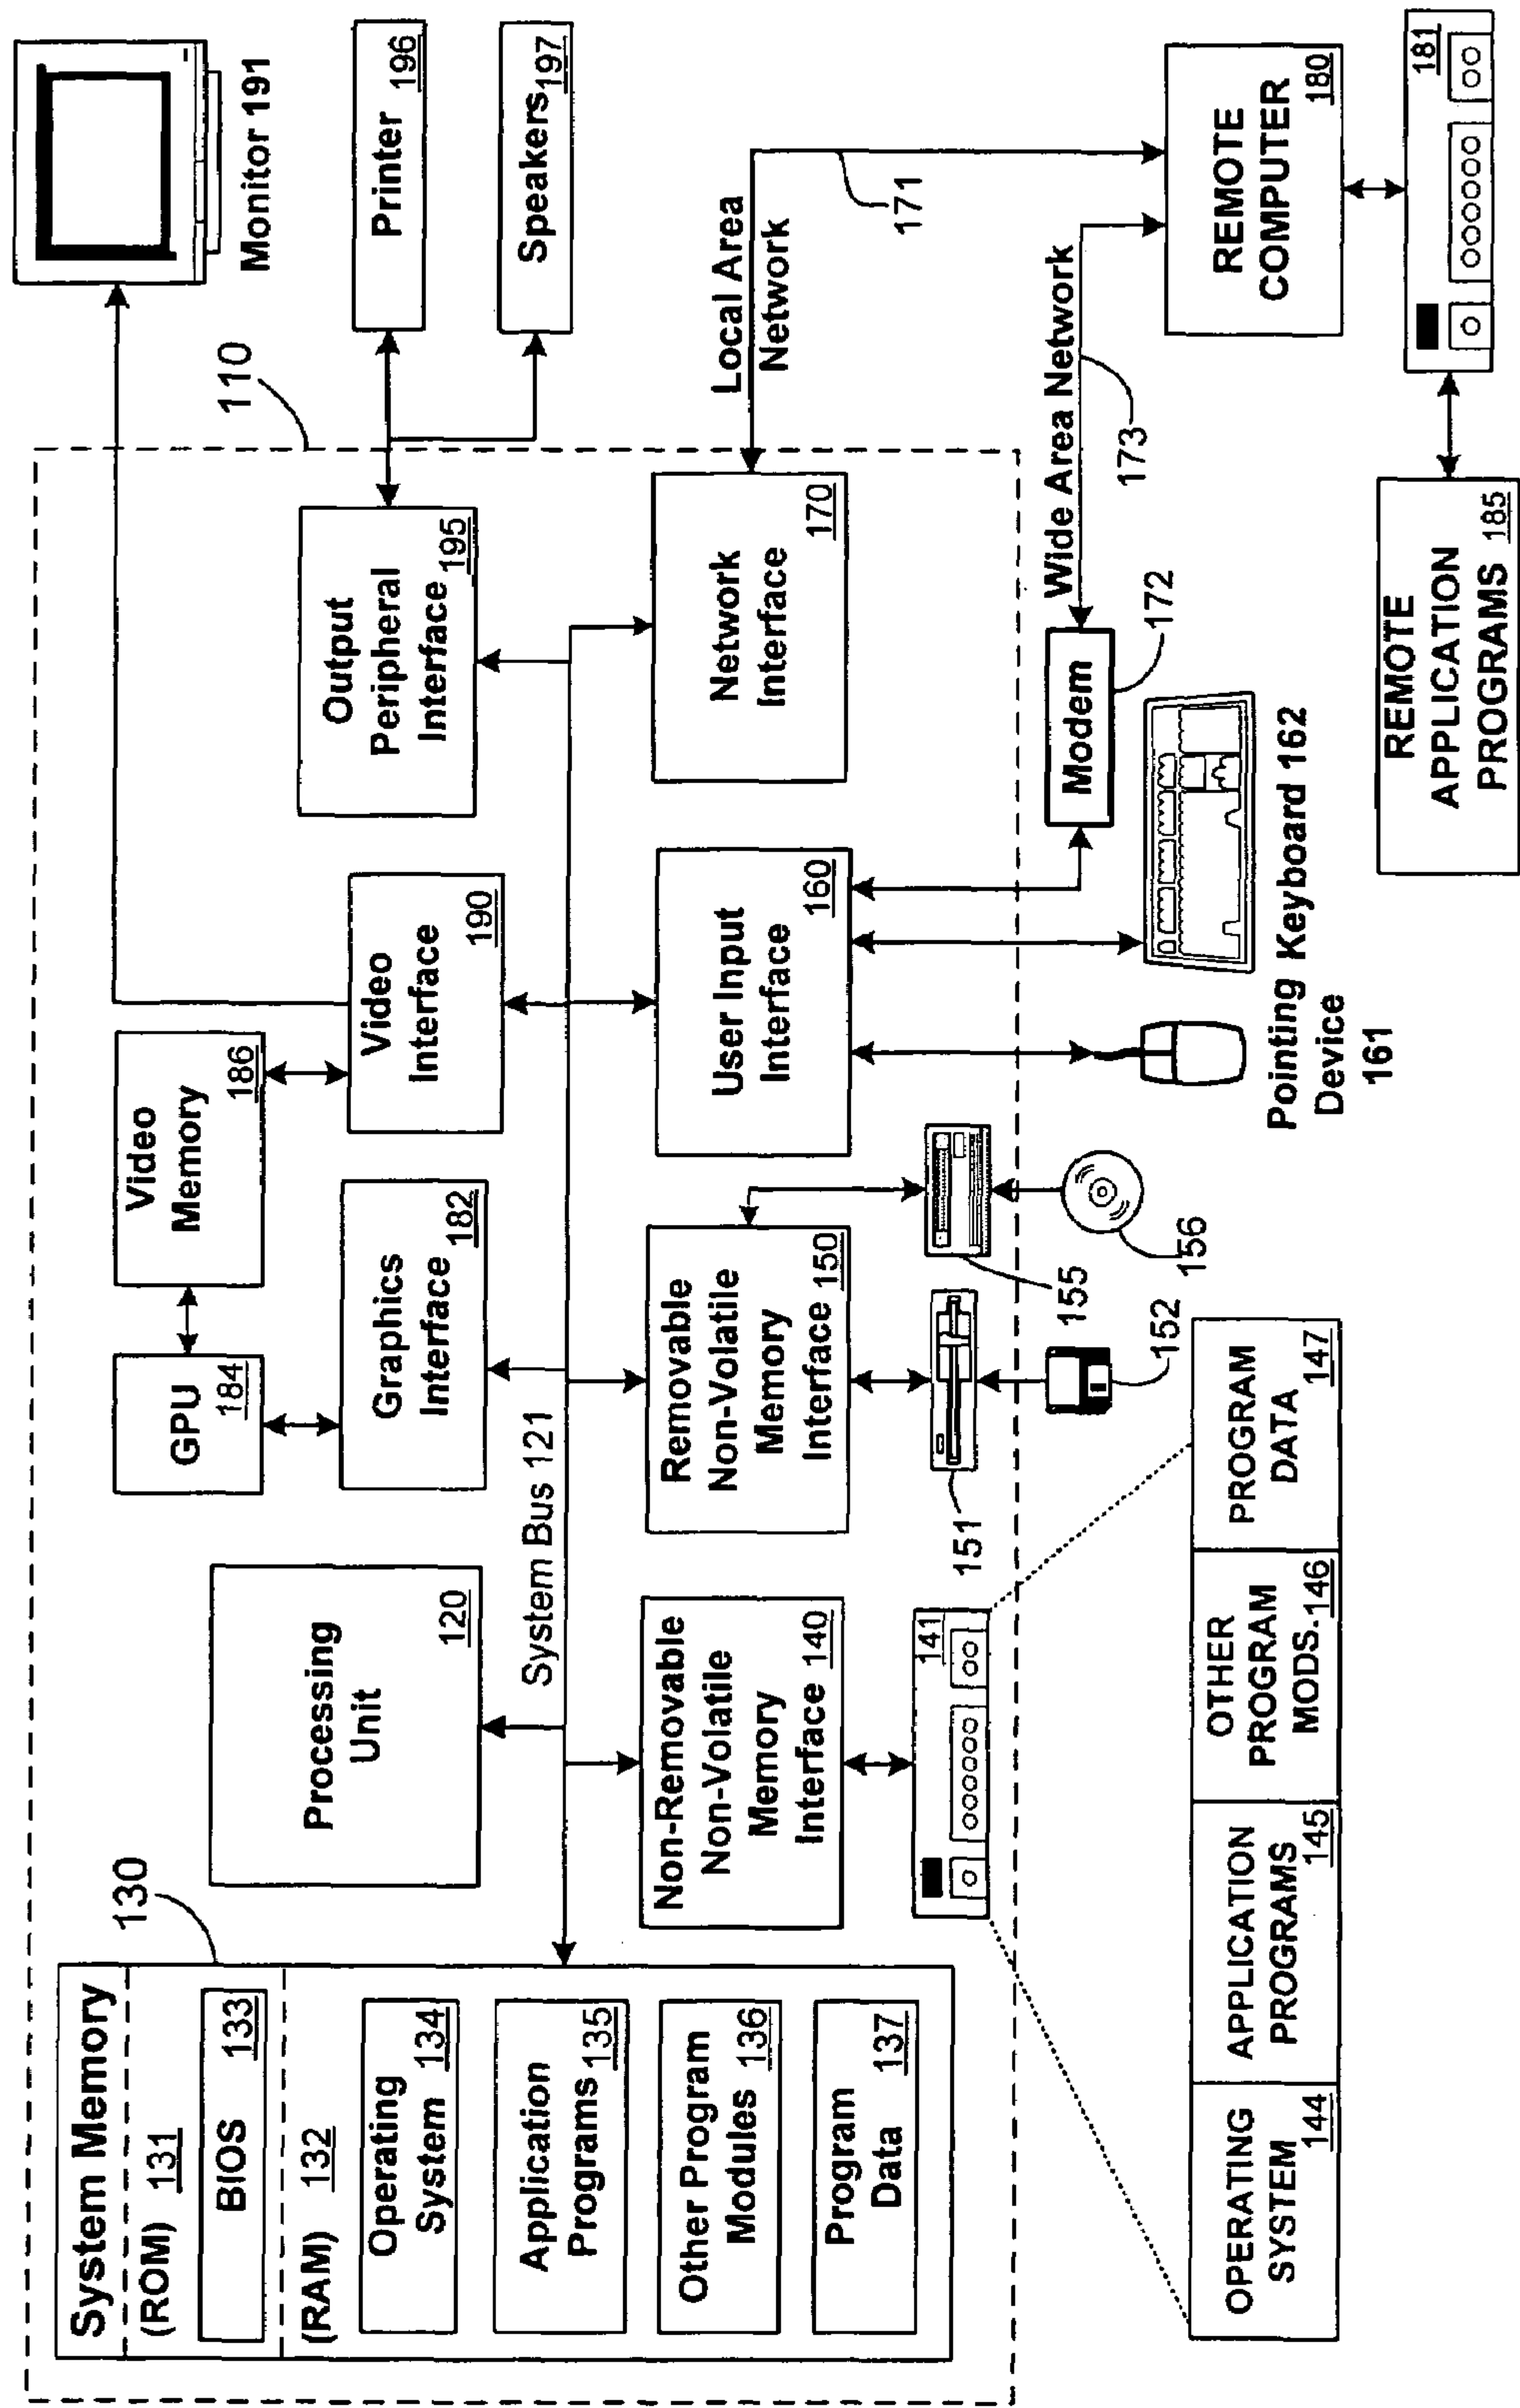 System Memory
(ROM) 131
BIOS 133
(RAM) 132
Operating
System 134
Application
Programs 135
Other Program
Modules 136
Program
Data 137
130
Processing
Unit
120
System Bus 121
GPU
184
Video
Memory
186
Graphics
Interface
182
Video
Interface
190
Output
Peripheral
Interface 195
110
Monitor 191
Printer
196
Speakers 197
Non-Removable
Non-Volatile
Memory
Interface 140
Removable
Non-Volatile
Memory
Interface 150
User Input
Interface
160
Network
Interface
170
Local Area
Network
171
141
151
152
155
156
Wide Area Network
173
Modem
172
Pointing
Device
161
Keyboard 162
REMOTE
COMPUTER
180
181
REMOTE
APPLICATION
PROGRAMS 185
OPERATING
SYSTEM 144
APPLICATION
PROGRAMS 145
OTHER
PROGRAM
MODS. 146
PROGRAM
DATA 147